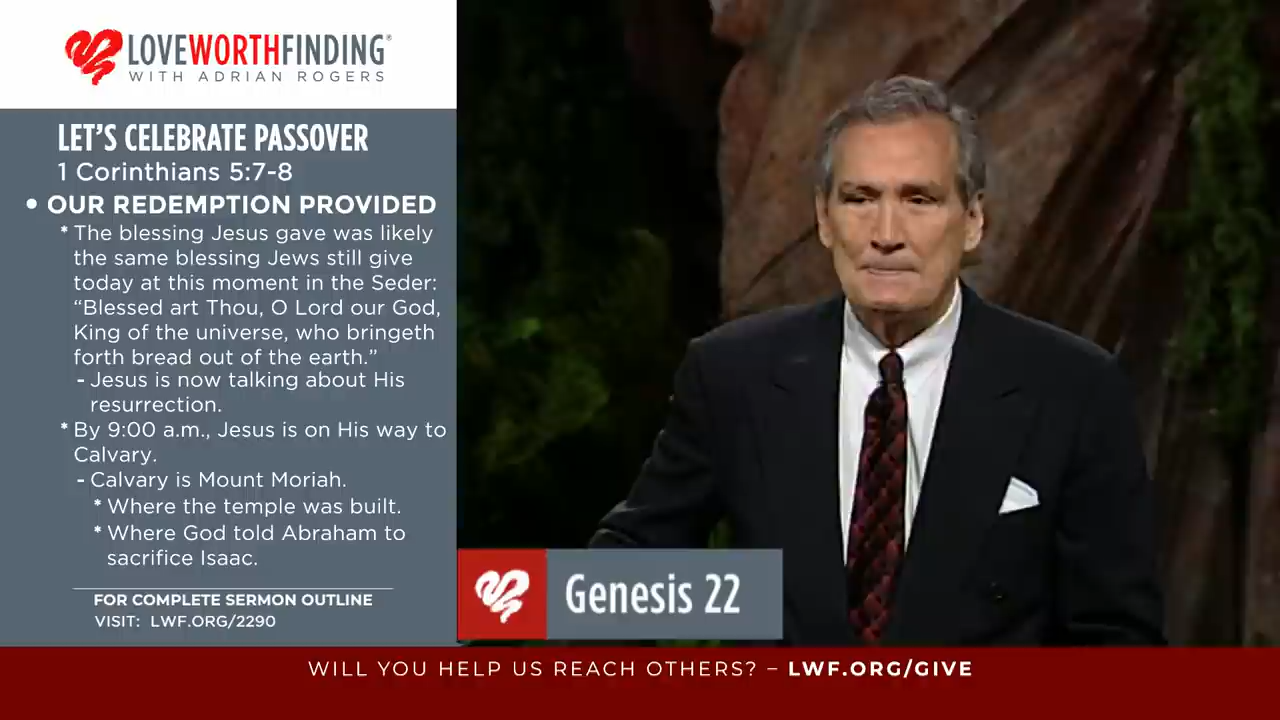 LOVEWORTHFINDING®
WITH ADRIAN ROGERS
LET'S CELEBRATE PASSOVER
1 Corinthians 5:7-8
• OUR REDEMPTION PROVIDED
* The blessing Jesus gave was likely
the same blessing Jews still give
today at this moment in the Seder:
“Blessed art Thou, O Lord our God,
King of the universe, who bringeth
forth bread out of the earth.”
- Jesus is now talking about His
resurrection.
* By 9:00 a.m., Jesus is on His way to
Calvary.
- Calvary is Mount Moriah.
* Where the temple was built.
* Where God told Abraham to
sacrifice Isaac.
FOR COMPLETE SERMON OUTLINE
VISIT: LWF.ORG/2290
Genesis 22
WILL YOU HELP US REACH OTHERS? – LWF.ORG/GIVE